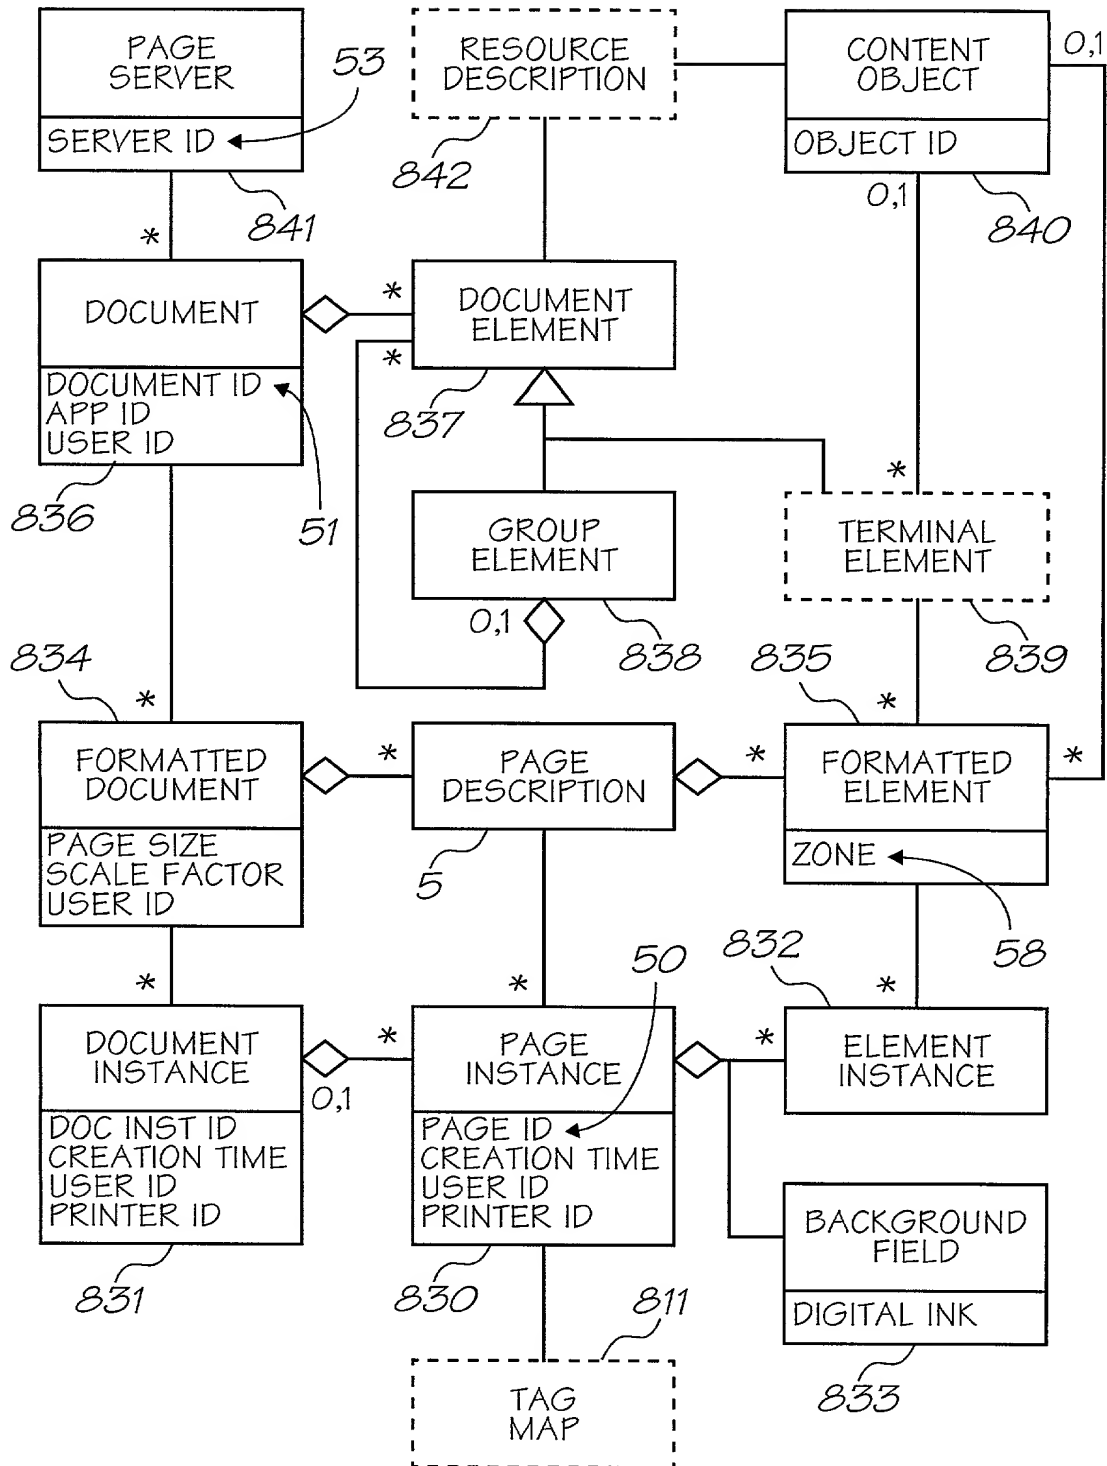 PAGE
SERVER
53
SERVER ID
841
*
RESOURCE
DESCRIPTION
842
CONTENT
OBJECT
0,1
OBJECT ID
0,1
840
DOCUMENT
DOCUMENT ID
APP ID
USER ID
836
51
*
DOCUMENT
ELEMENT
*
837
GROUP
ELEMENT
0,1
838
*
TERMINAL
ELEMENT
839
834
*
FORMATTED
DOCUMENT
PAGE SIZE
SCALE FACTOR
USER ID
*
PAGE
DESCRIPTION
5
*
835
*
FORMATTED
ELEMENT
*
ZONE
58
*
DOCUMENT
INSTANCE
0,1
DOC INST ID
CREATION TIME
USER ID
PRINTER ID
831
*
50
*
PAGE
INSTANCE
PAGE ID
CREATION TIME
USER ID
PRINTER ID
830
*
832
*
ELEMENT
INSTANCE
BACKGROUND
FIELD
DIGITAL INK
833
811
TAG
MAP